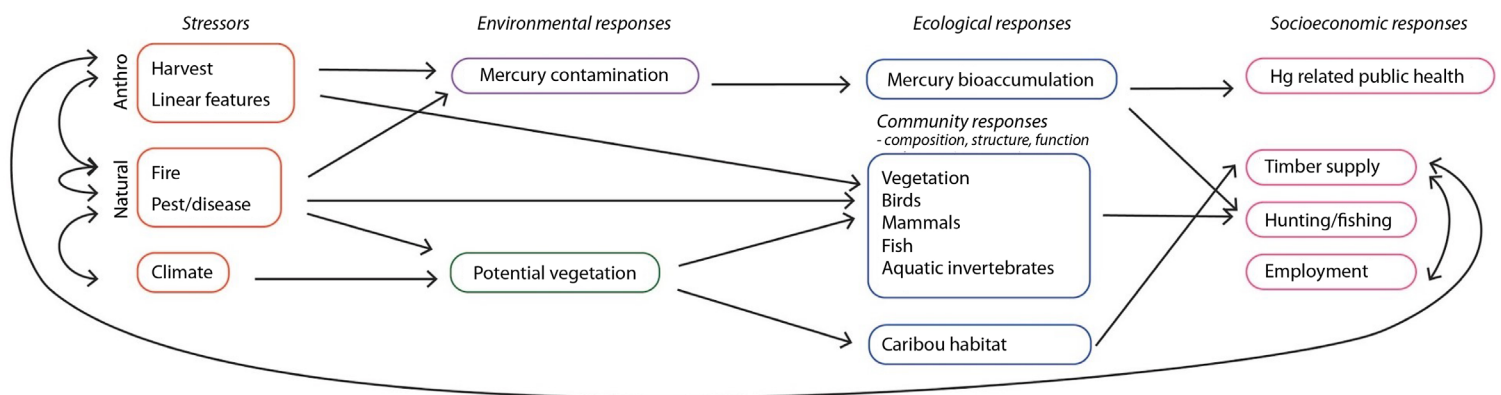 Stressors
Environmental responses
Ecological responses
Socioeconomic responses
Anthro
Harvest
Linear features
Mercury contamination
Mercury bioaccumulation
Hg related public health
Community responses
- composition, structure, function
Natural
Fire
Pest/disease
Vegetation
Birds
Mammals
Fish
Aquatic invertebrates
Timber supply
Hunting/fishing
Employment
Climate
Potential vegetation
Caribou habitat